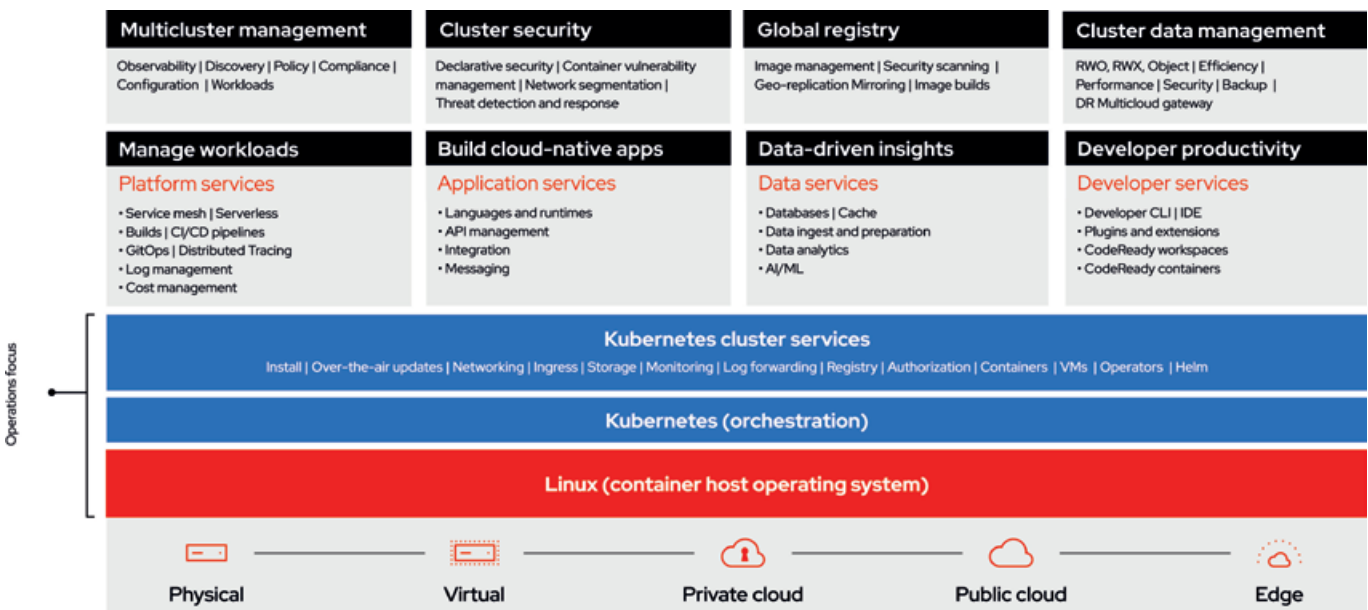 Multicluster management
Observability | Discovery | Policy | Compliance |
Configuration | Workloads
Cluster security
Declarative security | Container vulnerability
management | Network segmentation |
Threat detection and response
Global registry
Image management | Security scanning |
Geo-replication Mirroring | Image builds
Cluster data management
RWO, RWX, Object | Efficiency |
Performance | Security | Backup |
DR Multicloud gateway
Manage workloads
Platform services
• Service mesh | Serverless
• Builds | CI/CD pipelines
• GitOps | Distributed Tracing
• Log management
• Cost management
Build cloud-native apps
Application services
• Languages and runtimes
• API management
• Integration
• Messaging
Data-driven insights
Data services
• Databases | Cache
• Data ingest and preparation
• Data analytics
• AI/ML
Developer productivity
Developer services
• Developer CLI | IDE
• Plugins and extensions
• CodeReady workspaces
• CodeReady containers
Operations focus
Kubernetes cluster services
Install | Over-the-air updates | Networking | Ingress | Storage | Monitoring | Log forwarding | Registry | Authorization | Containers | VMs | Operators | Helm
Kubernetes (orchestration)
Linux (container host operating system)
Physical
Virtual
Private cloud
Public cloud
Edge